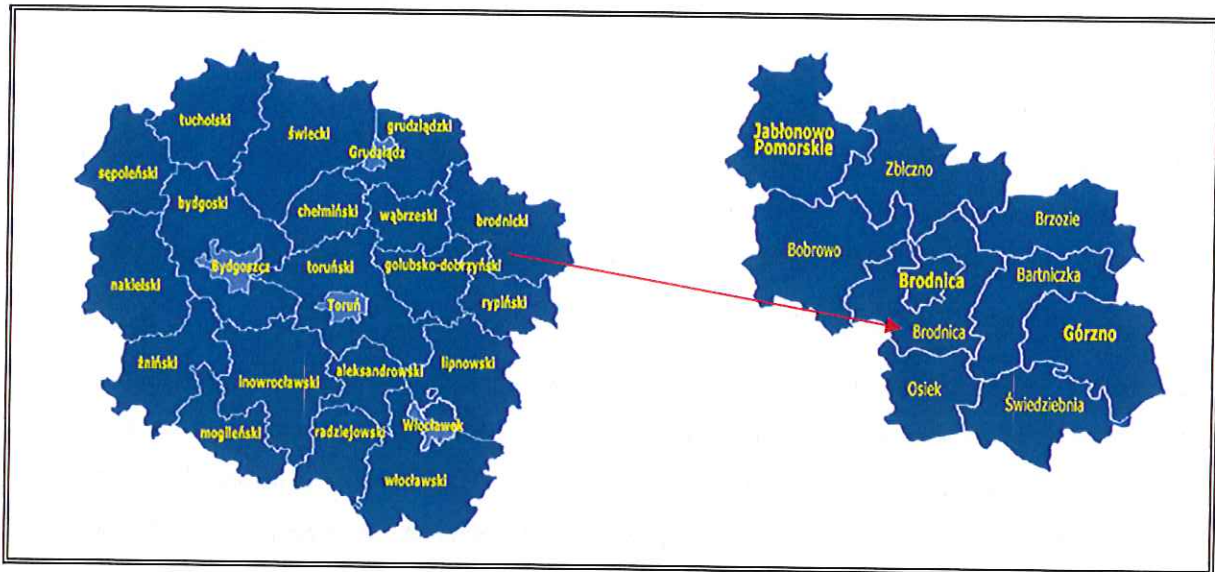 tucholski
świecki
grudziądzki
Grudziądz
sępoleński
bydgoski
chełmiński
wąbrzeski
brodnicki
Bydgoszcz
toruński
golubsko-dobrzyński
nakielski
Toruń
rypiński
żniński
inowrocławski
aleksandrowski
lipnowski
mogileński
radziejowski
Włocławek
włocławski
Jabłonowo
Pomorskie
Zbiczno
Brzozie
Bobrowo
Brodnica
Bartniczka
Brodnica
Górzno
Osiek
Świedziebnia